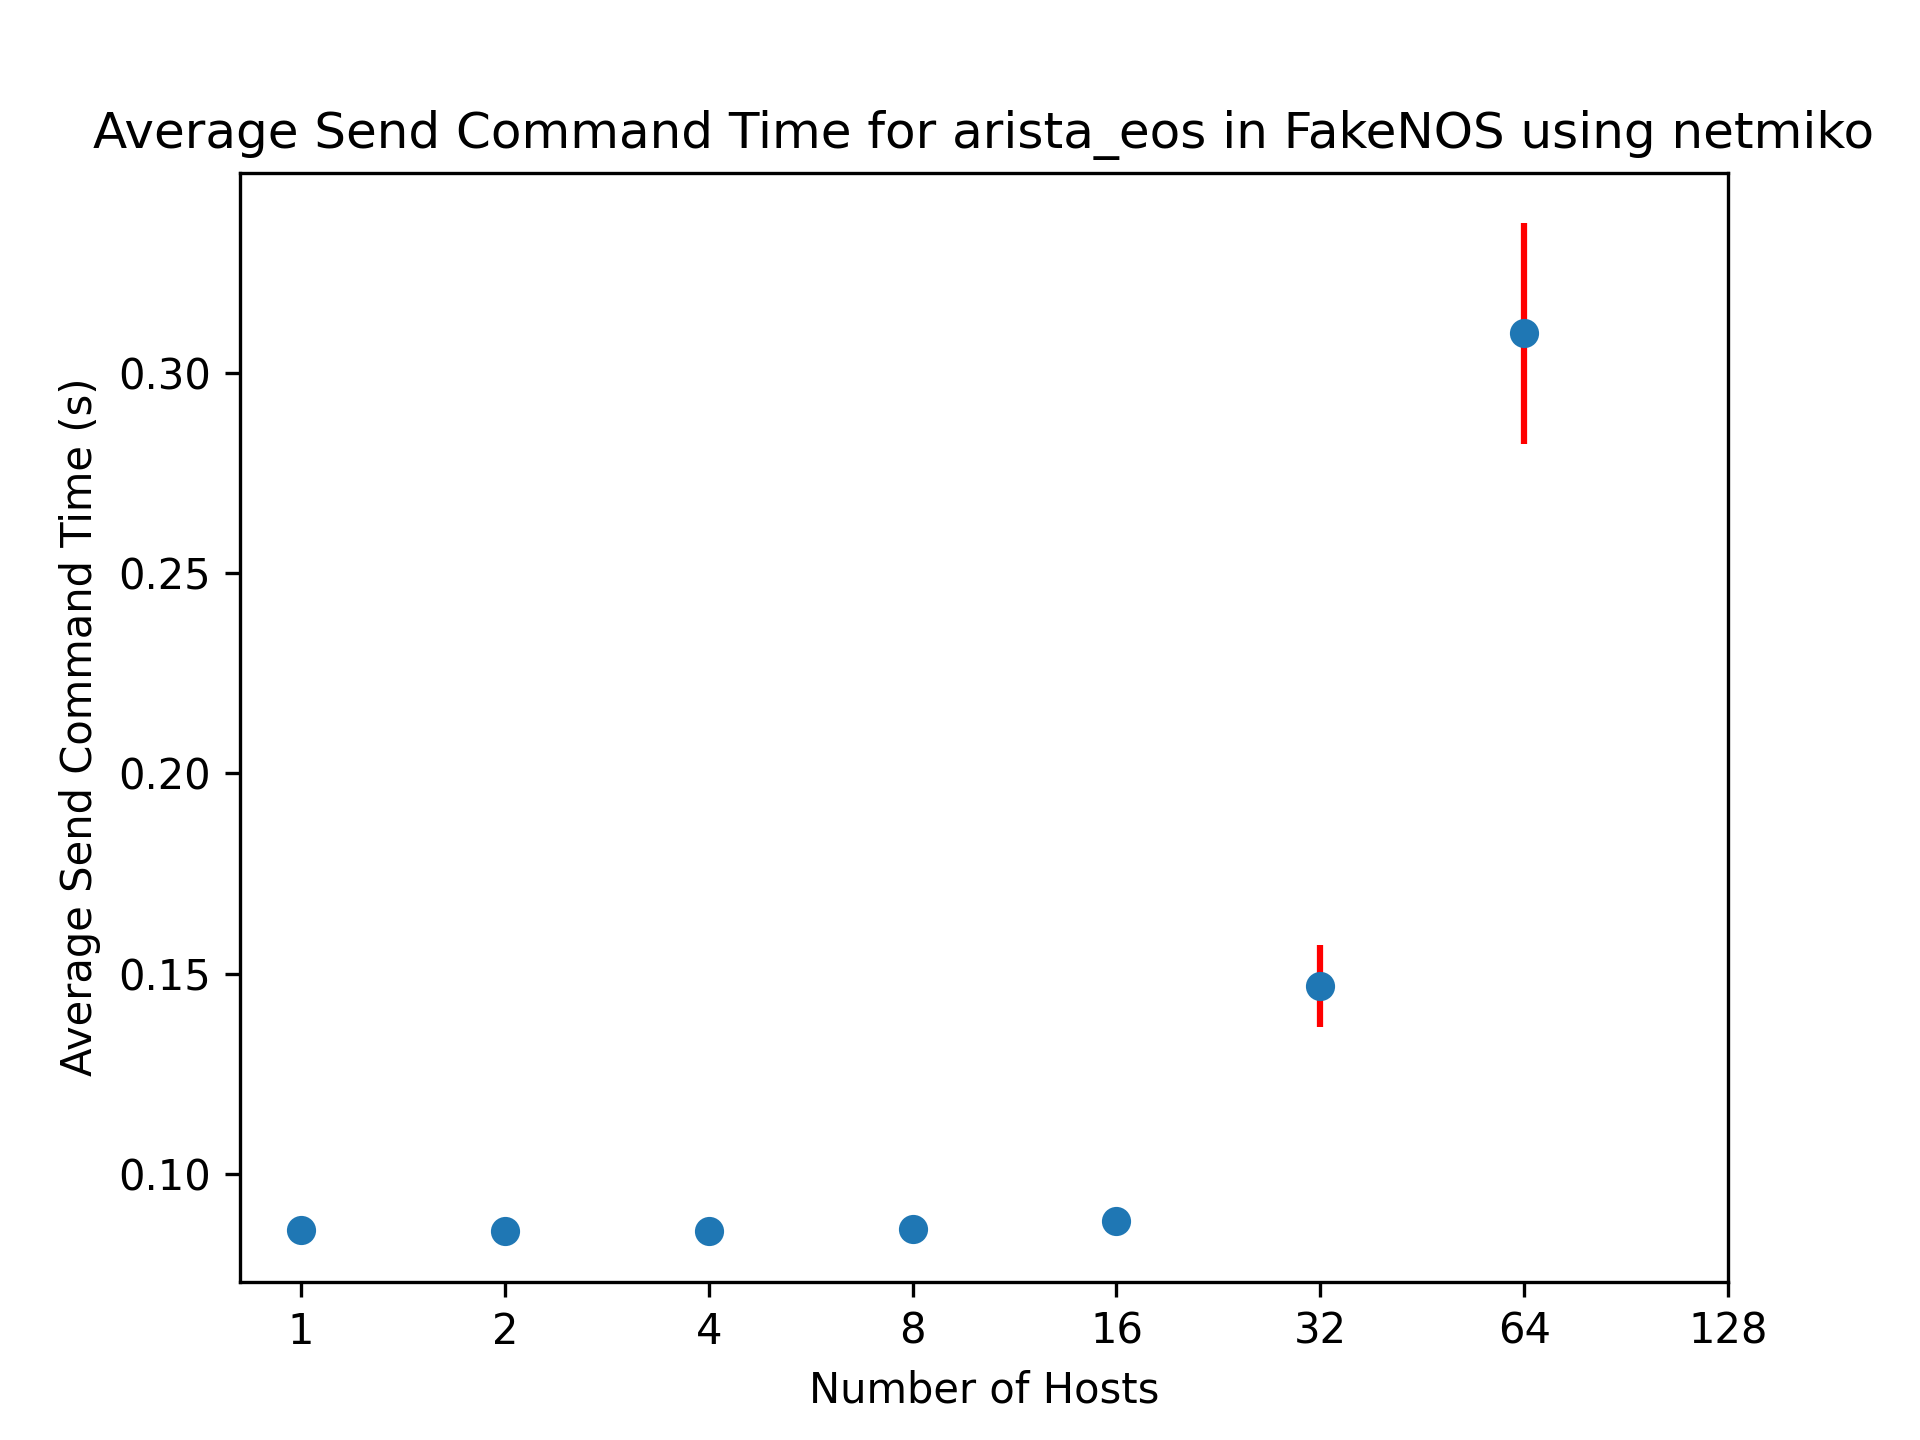 Average Send Command Time for arista_eos in FakeNOS using netmiko
Average Send Command Time (s)
0.30
0.25
0.20
0.15
0.10
1 2 4 8 16 32 64 128
Number of Hosts